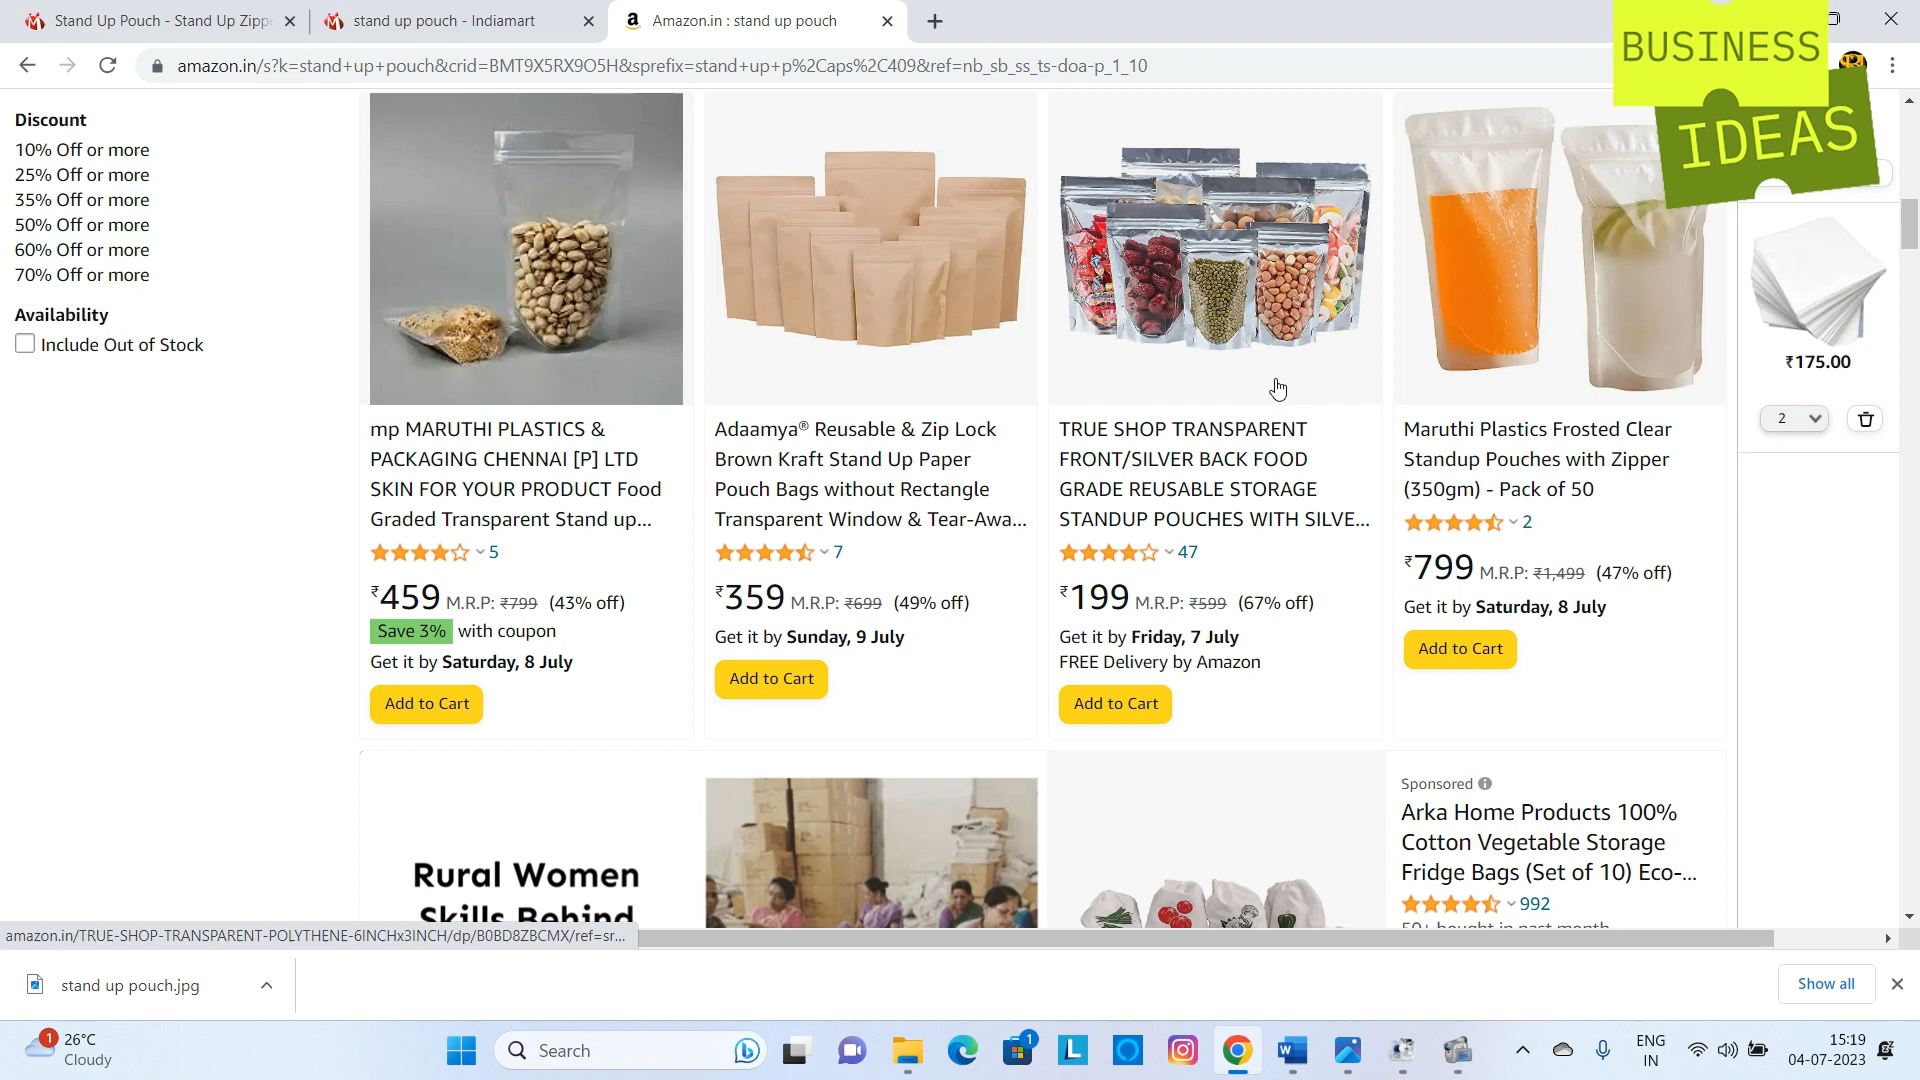 Stand Up Pouch - Stand Up Zippe
stand up pouch - Indiamart
Amazon.in : stand up pouch
amazon.in/s?k=stand+up+pouch&crid=BMT9X5RX9O5H&sprefix=stand+up+p%2Caps%2C409&ref=nb_sb_ss_ts-doa-p_1_10
BUSINESS
IDEAS
Discount
10% Off or more
25% Off or more
35% Off or more
50% Off or more
60% Off or more
70% Off or more
Availability
Include Out of Stock
mp MARUTHI PLASTICS &
PACKAGING CHENNAI [P] LTD
SKIN FOR YOUR PRODUCT Food
Graded Transparent Stand up...
5
₹459 M.R.P: ₹799 (43% off)
Save 3% with coupon
Get it by Saturday, 8 July
Add to Cart
Adaamya® Reusable & Zip Lock
Brown Kraft Stand Up Paper
Pouch Bags without Rectangle
Transparent Window & Tear-Awa...
7
₹359 M.R.P: ₹699 (49% off)
Get it by Sunday, 9 July
Add to Cart
TRUE SHOP TRANSPARENT
FRONT/SILVER BACK FOOD
GRADE REUSABLE STORAGE
STANDUP POUCHES WITH SILVE...
47
₹199 M.R.P: ₹599 (67% off)
Get it by Friday, 7 July
FREE Delivery by Amazon
Add to Cart
Maruthi Plastics Frosted Clear
Standup Pouches with Zipper
(350gm) - Pack of 50
2
₹799 M.R.P: ₹1,499 (47% off)
Get it by Saturday, 8 July
Add to Cart
₹175.00
2
Rural Women
Skills Behind
Sponsored
Arka Home Products 100%
Cotton Vegetable Storage
Fridge Bags (Set of 10) Eco-...
992
50+ bought in past month
amazon.in/TRUE-SHOP-TRANSPARENT-POLYTHENE-6INCHx3INCH/dp/B0BD8ZBCMX/ref=sr...
stand up pouch.jpg
Show all
1
26°C
Cloudy
Search
1
ENG
IN
15:19
04-07-2023